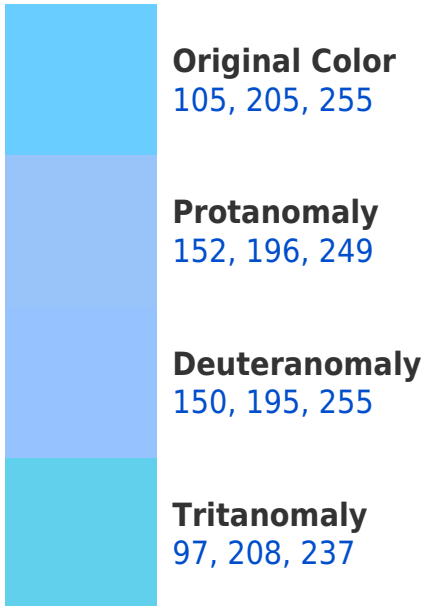 Original Color
105, 205, 255
Protanomaly
152, 196, 249
Deuteranomaly
150, 195, 255
Tritanomaly
97, 208, 237